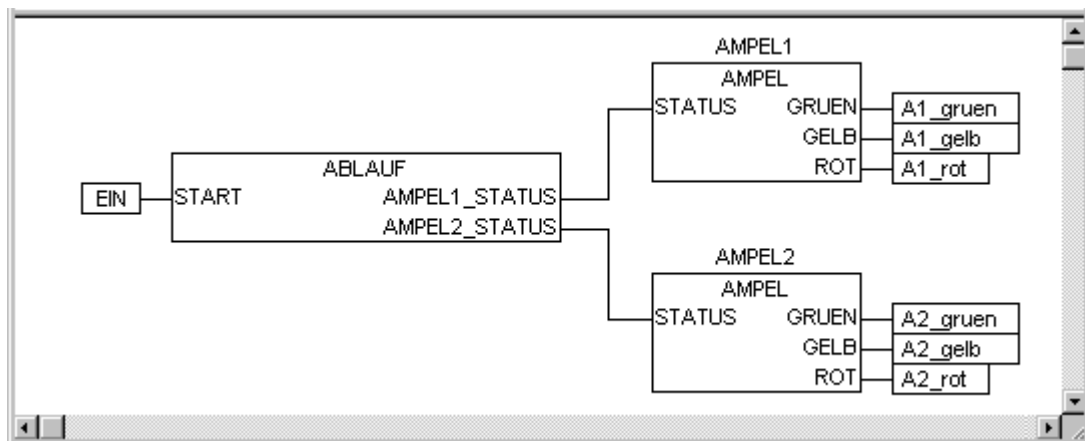 AMPEL1
AMPEL
STATUS GRUEN A1_gruen
GELB A1_gelb
ROT A1_rot
ABLAUF
EIN START AMPEL1_STATUS
AMPEL2_STATUS
AMPEL2
AMPEL
STATUS GRUEN A2_gruen
GELB A2_gelb
ROT A2_rot